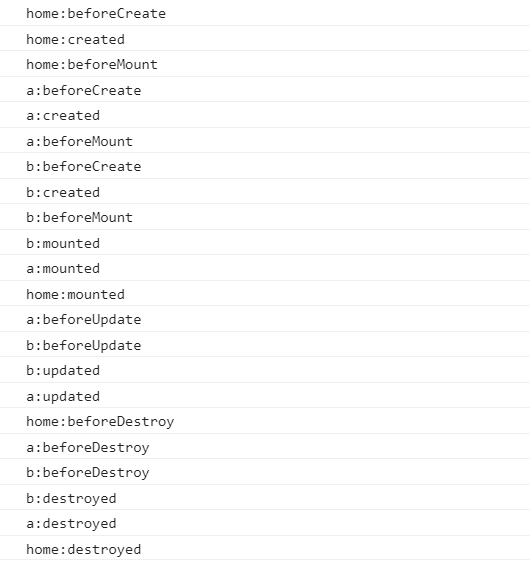 home:beforeCreate
home:created
home:beforeMount
a:beforeCreate
a:created
a:beforeMount
b:beforeCreate
b:created
b:beforeMount
b:mounted
a:mounted
home:mounted
a:beforeUpdate
b:beforeUpdate
b:updated
a:updated
home:beforeDestroy
a:beforeDestroy
b:beforeDestroy
b:destroyed
a:destroyed
home:destroyed